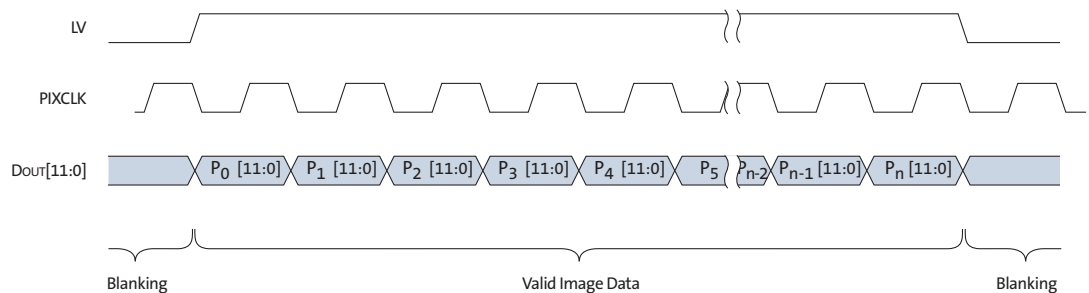 LV
PIXCLK
DOUT[11:0]
P0 [11:0] P1 [11:0] P2 [11:0] P3 [11:0] P4 [11:0] P5 Pn-2 Pn-1 [11:0] Pn [11:0]
Blanking Valid Image Data Blanking